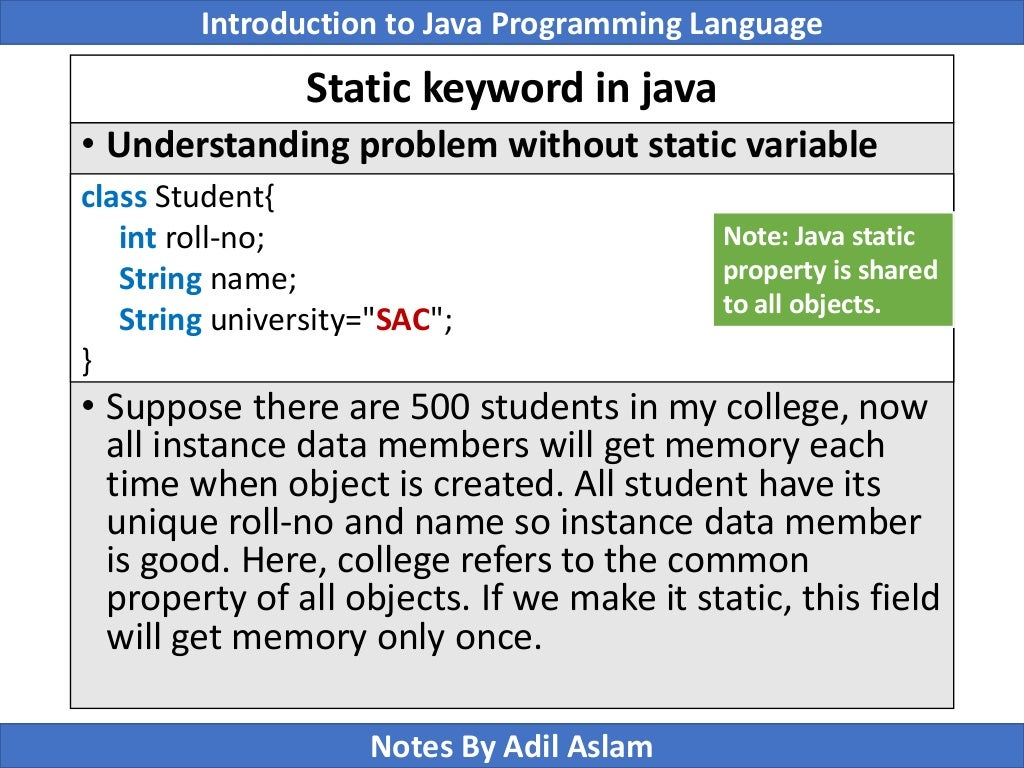 Introduction to Java Programming Language
Static keyword in java
• Understanding problem without static variable
class Student{
int roll-no;
String name;
String university="SAC";
}
Note: Java static
property is shared
to all objects.
• Suppose there are 500 students in my college, now
all instance data members will get memory each
time when object is created. All student have its
unique roll-no and name so instance data member
is good. Here, college refers to the common
property of all objects. If we make it static, this field
will get memory only once.
Notes By Adil Aslam